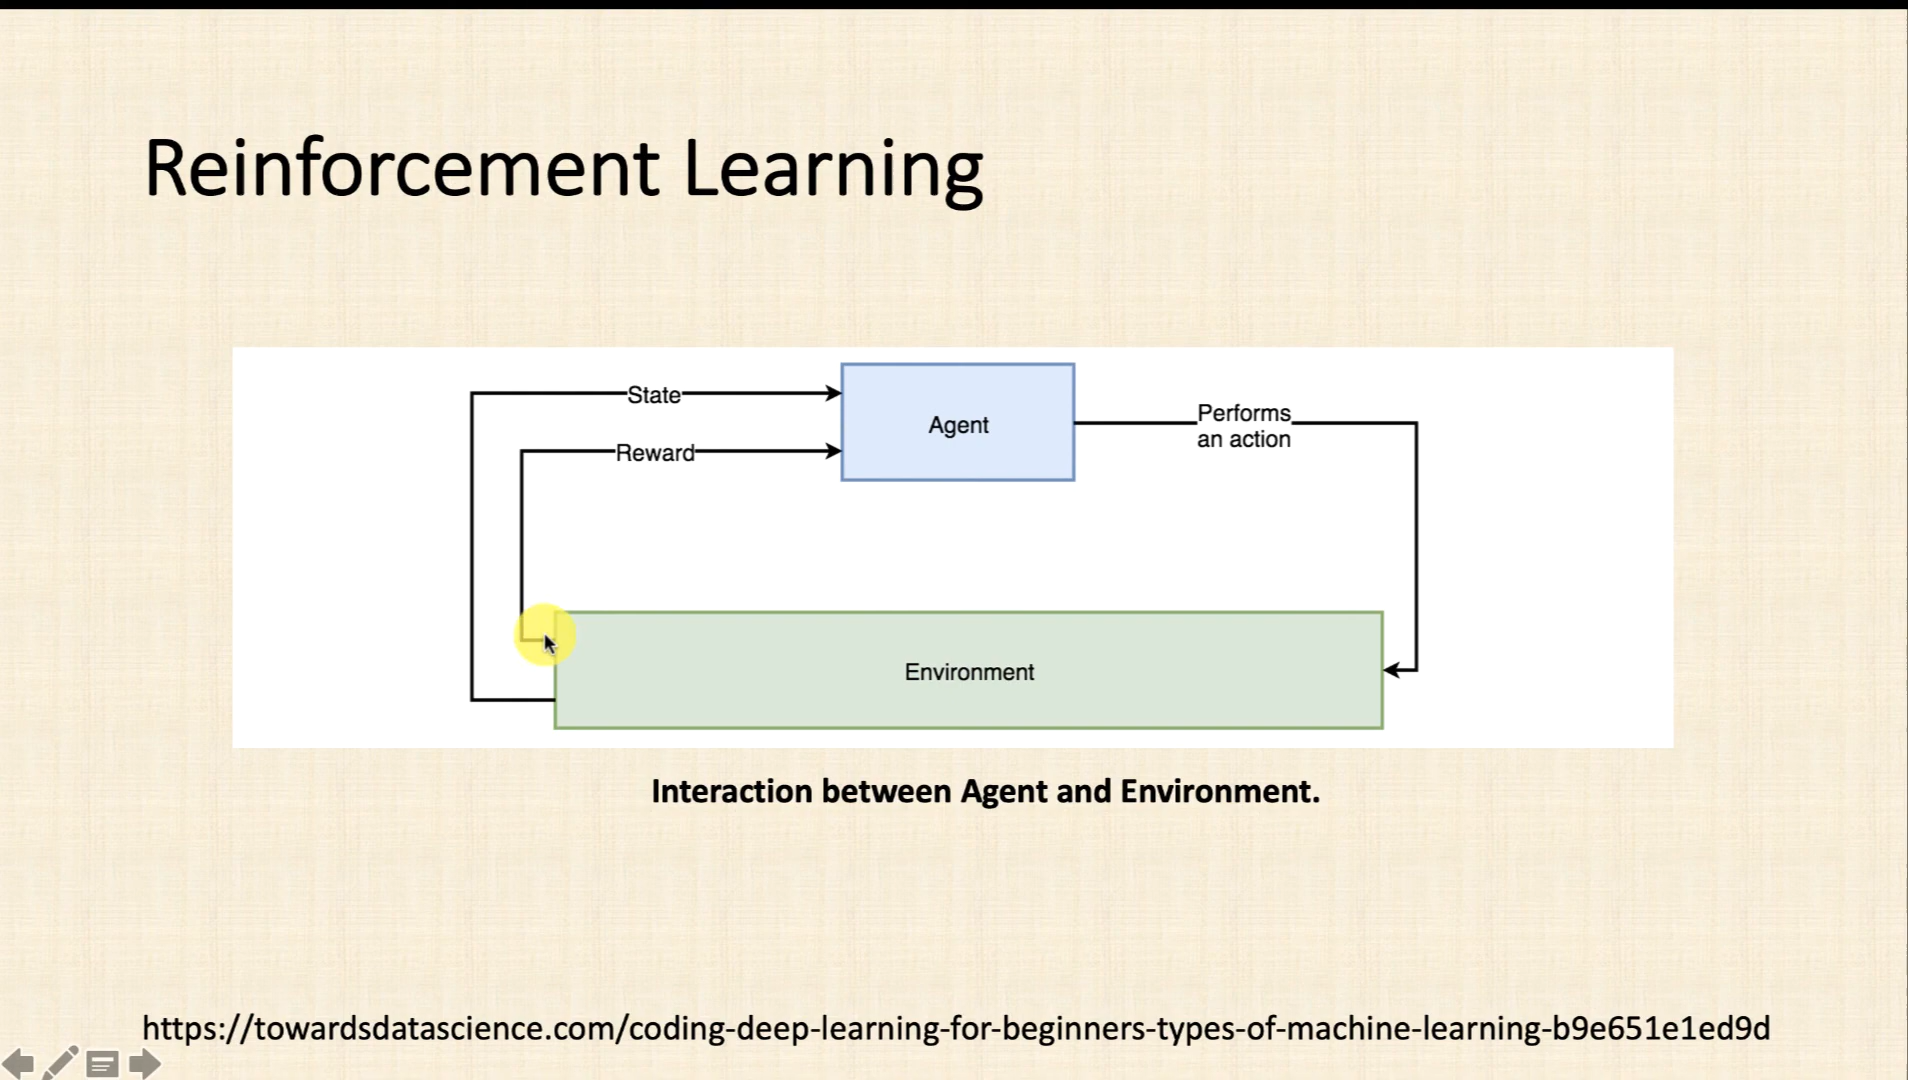 Reinforcement Learning
State
Reward
Agent
Performs
an action
Environment
Interaction between Agent and Environment.
https://towardsdatascience.com/coding-deep-learning-for-beginners-types-of-machine-learning-b9e651e1ed9d